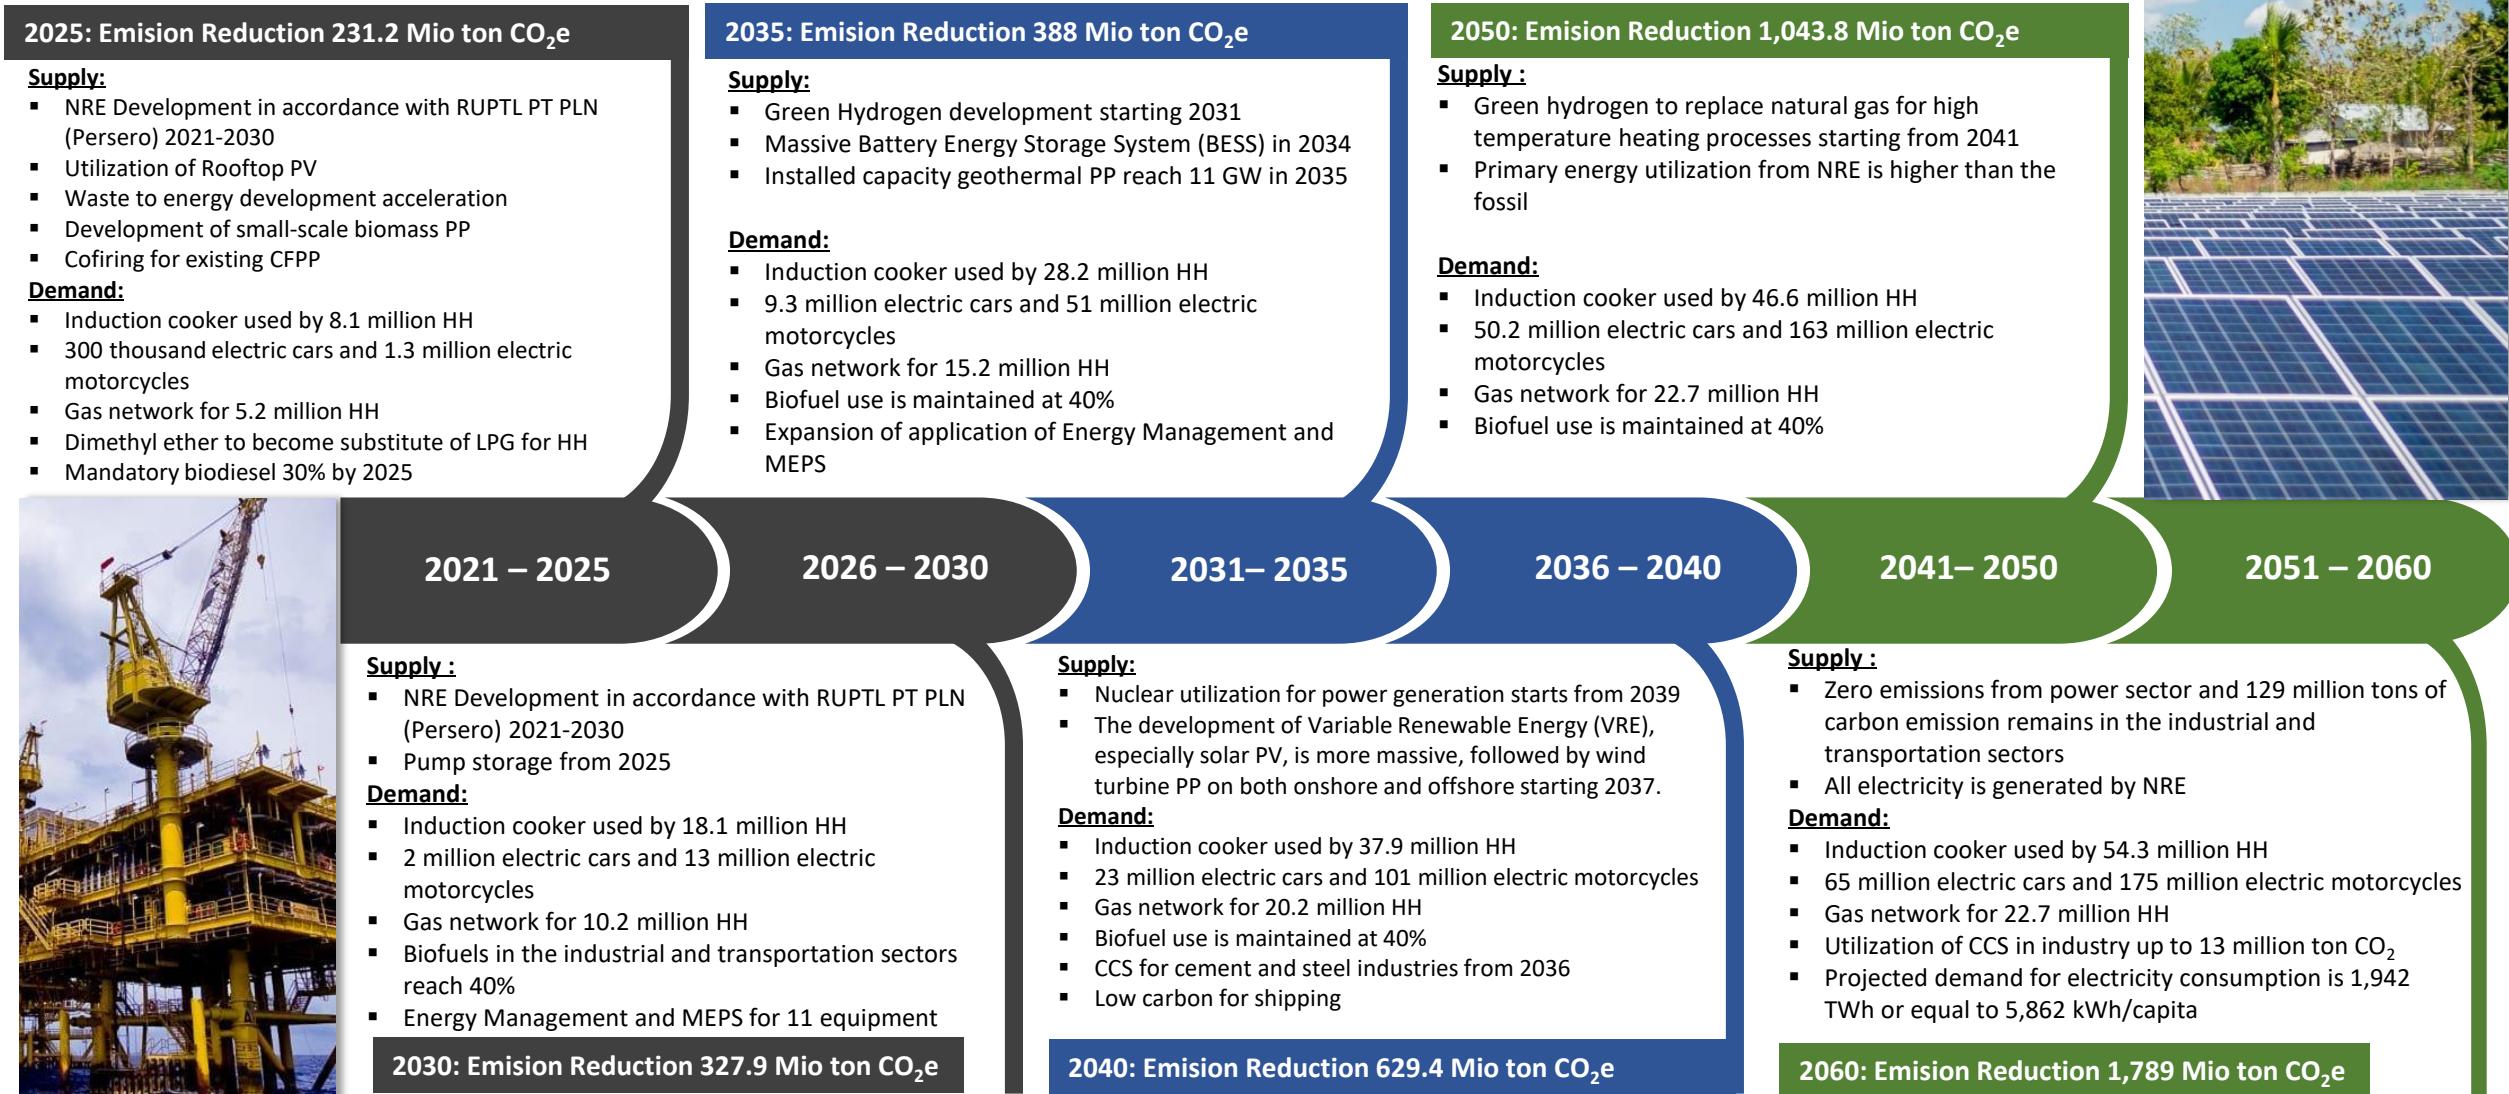 2025: Emision Reduction 231.2 Mio ton CO₂e
Supply:
▪ NRE Development in accordance with RUPTL PT PLN
(Persero) 2021-2030
▪ Utilization of Rooftop PV
▪ Waste to energy development acceleration
▪ Development of small-scale biomass PP
▪ Cofiring for existing CFPP
Demand:
▪ Induction cooker used by 8.1 million HH
▪ 300 thousand electric cars and 1.3 million electric
motorcycles
▪ Gas network for 5.2 million HH
▪ Dimethyl ether to become substitute of LPG for HH
▪ Mandatory biodiesel 30% by 2025
2035: Emision Reduction 388 Mio ton CO₂e
Supply:
▪ Green Hydrogen development starting 2031
▪ Massive Battery Energy Storage System (BESS) in 2034
▪ Installed capacity geothermal PP reach 11 GW in 2035
Demand:
▪ Induction cooker used by 28.2 million HH
▪ 9.3 million electric cars and 51 million electric
motorcycles
▪ Gas network for 15.2 million HH
▪ Biofuel use is maintained at 40%
▪ Expansion of application of Energy Management and
MEPS
2050: Emision Reduction 1,043.8 Mio ton CO₂e
Supply :
▪ Green hydrogen to replace natural gas for high
temperature heating processes starting from 2041
▪ Primary energy utilization from NRE is higher than the
fossil
Demand:
▪ Induction cooker used by 46.6 million HH
▪ 50.2 million electric cars and 163 million electric
motorcycles
▪ Gas network for 22.7 million HH
▪ Biofuel use is maintained at 40%
2021 – 2025
2026 – 2030
2031– 2035
2036 – 2040
2041– 2050
2051 – 2060
Supply :
▪ NRE Development in accordance with RUPTL PT PLN
(Persero) 2021-2030
▪ Pump storage from 2025
Demand:
▪ Induction cooker used by 18.1 million HH
▪ 2 million electric cars and 13 million electric
motorcycles
▪ Gas network for 10.2 million HH
▪ Biofuels in the industrial and transportation sectors
reach 40%
▪ Energy Management and MEPS for 11 equipment
2030: Emision Reduction 327.9 Mio ton CO₂e
Supply:
▪ Nuclear utilization for power generation starts from 2039
▪ The development of Variable Renewable Energy (VRE),
especially solar PV, is more massive, followed by wind
turbine PP on both onshore and offshore starting 2037.
Demand:
▪ Induction cooker used by 37.9 million HH
▪ 23 million electric cars and 101 million electric motorcycles
▪ Gas network for 20.2 million HH
▪ Biofuel use is maintained at 40%
▪ CCS for cement and steel industries from 2036
▪ Low carbon for shipping
2040: Emision Reduction 629.4 Mio ton CO₂e
Supply :
▪ Zero emissions from power sector and 129 million tons of
carbon emission remains in the industrial and
transportation sectors
▪ All electricity is generated by NRE
Demand:
▪ Induction cooker used by 54.3 million HH
▪ 65 million electric cars and 175 million electric motorcycles
▪ Gas network for 22.7 million HH
▪ Utilization of CCS in industry up to 13 million ton CO₂
▪ Projected demand for electricity consumption is 1,942
TWh or equal to 5,862 kWh/capita
2060: Emision Reduction 1,789 Mio ton CO₂e